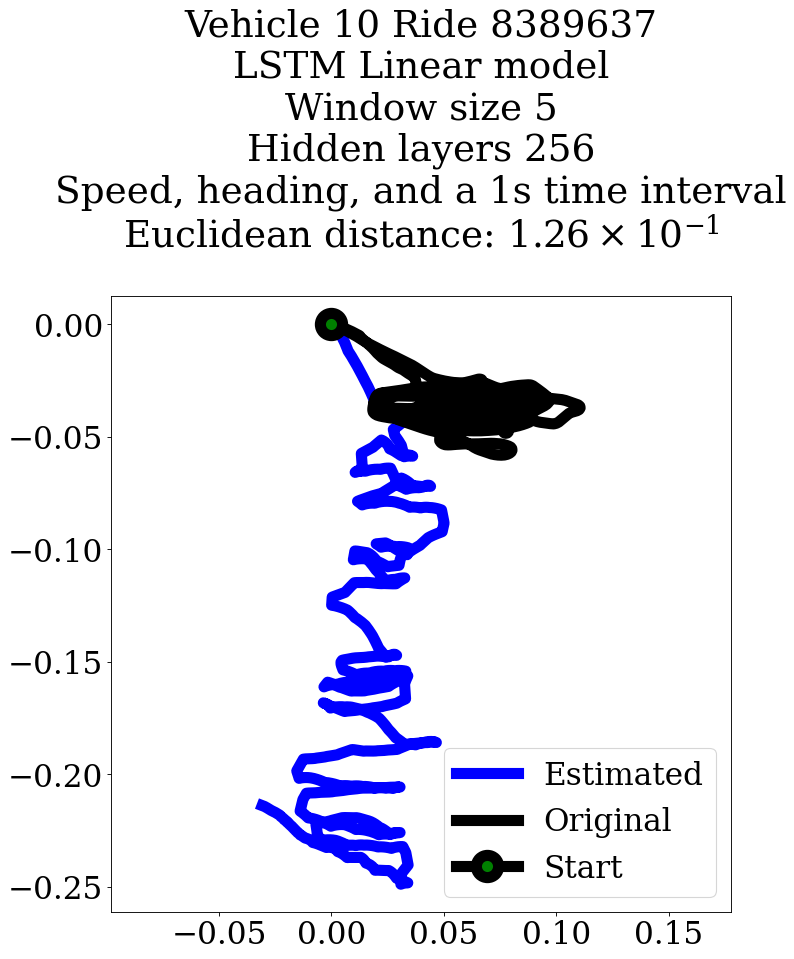 Vehicle 10 Ride 8389637
LSTM Linear model
Window size 5
Hidden layers 256
Speed, heading, and a 1s time interval
Euclidean distance: 1.26 × 10⁻¹
0.00
−0.05
−0.10
−0.15
−0.20
−0.25
Estimated
Original
Start
−0.05 0.00 0.05 0.10 0.15